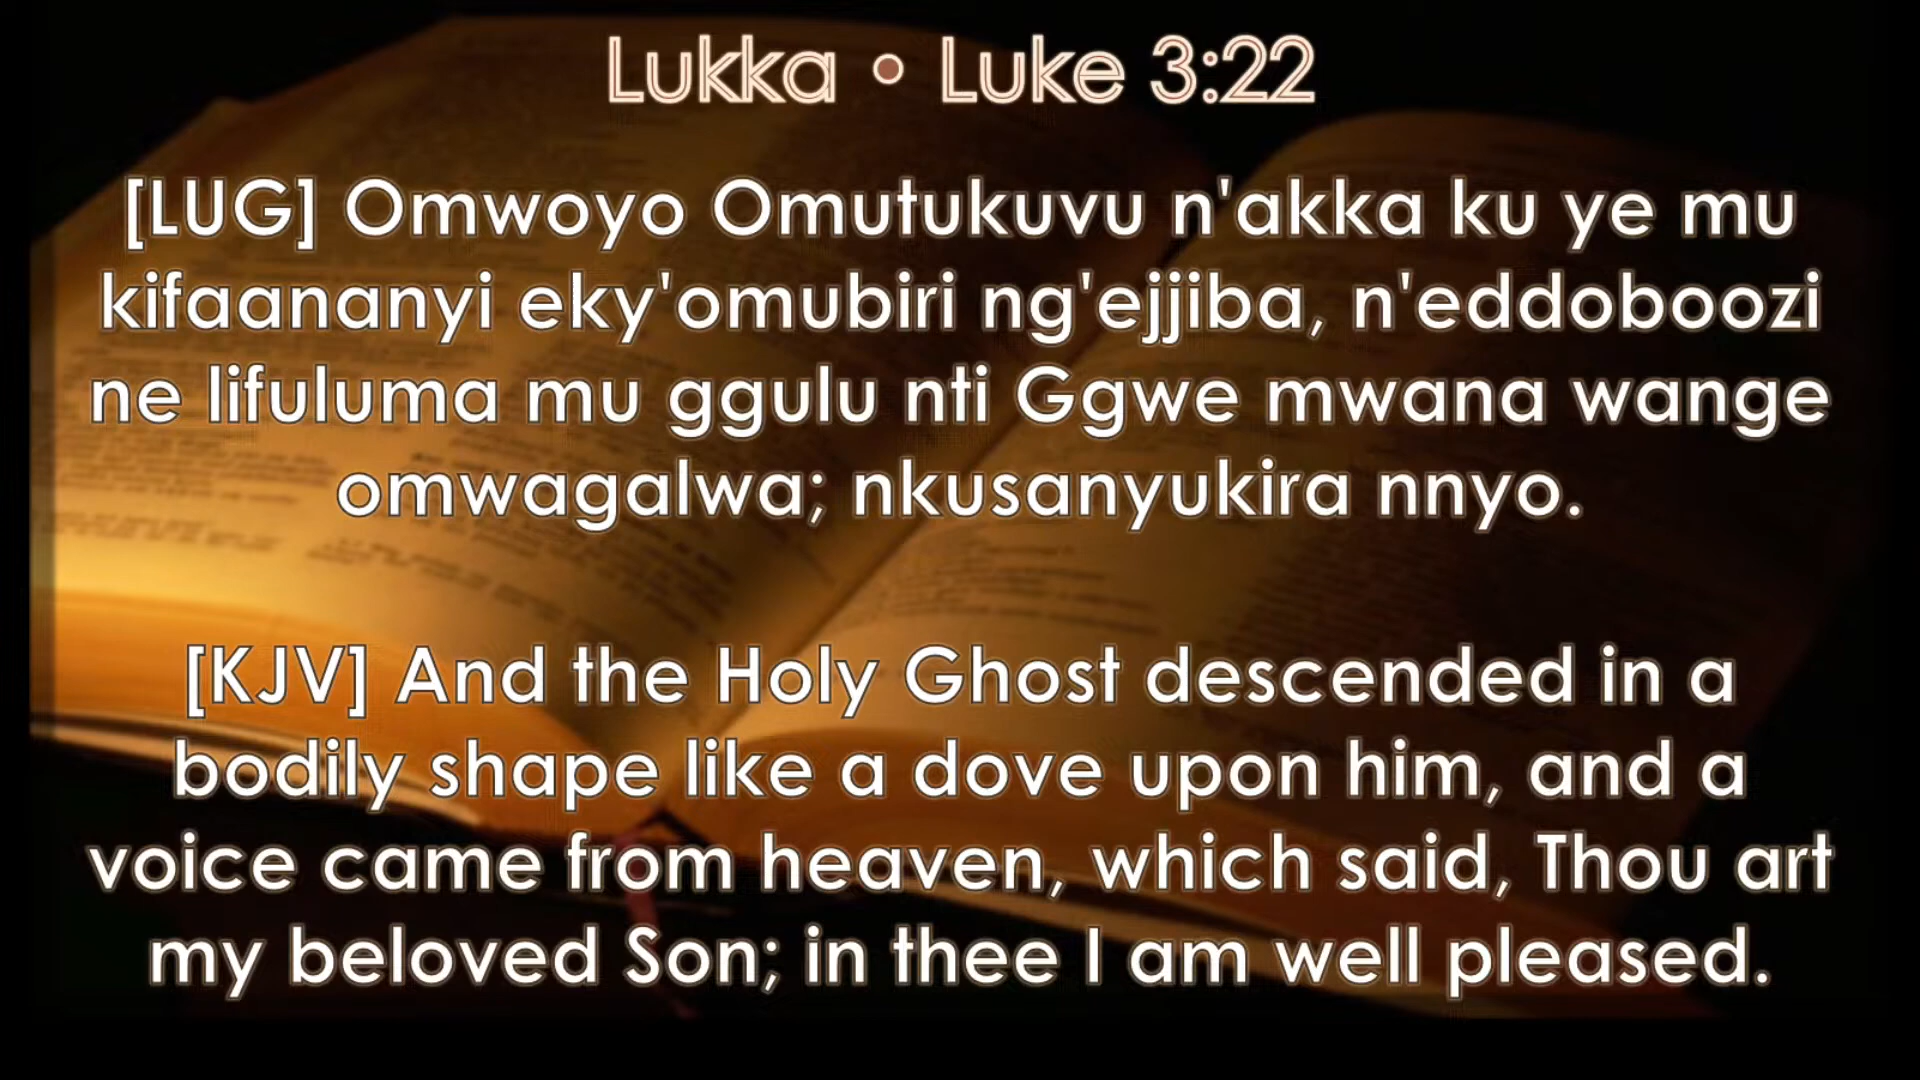 Lukka • Luke 3:22
[LUG] Omwoyo Omutukuvu n'akka ku ye mu
kifaananyi eky'omubiri ng'ejjiba, n'eddoboozi
ne lifuluma mu ggulu nti Ggwe mwana wange
omwagalwa; nkusanyukira nnyo.
[KJV] And the Holy Ghost descended in a
bodily shape like a dove upon him, and a
voice came from heaven, which said, Thou art
my beloved Son; in thee I am well pleased.